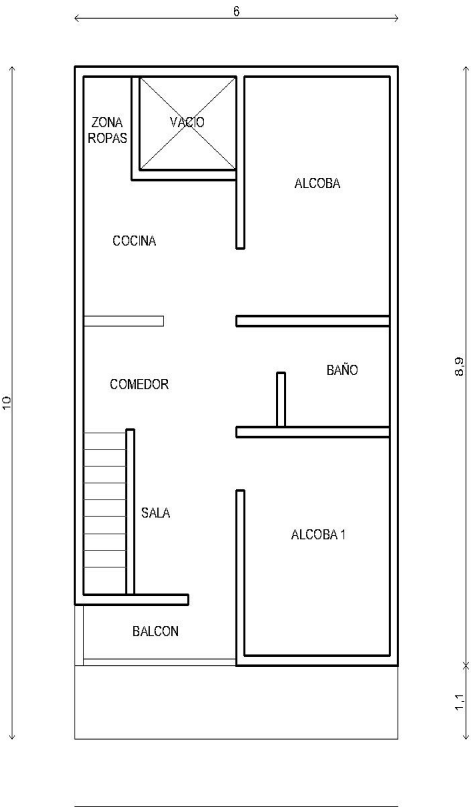 6
ZONA
ROPAS
VACIO
ALCOBA
COCINA
8,9
BAÑO
COMEDOR
10
SALA
ALCOBA 1
BALCON
1,1